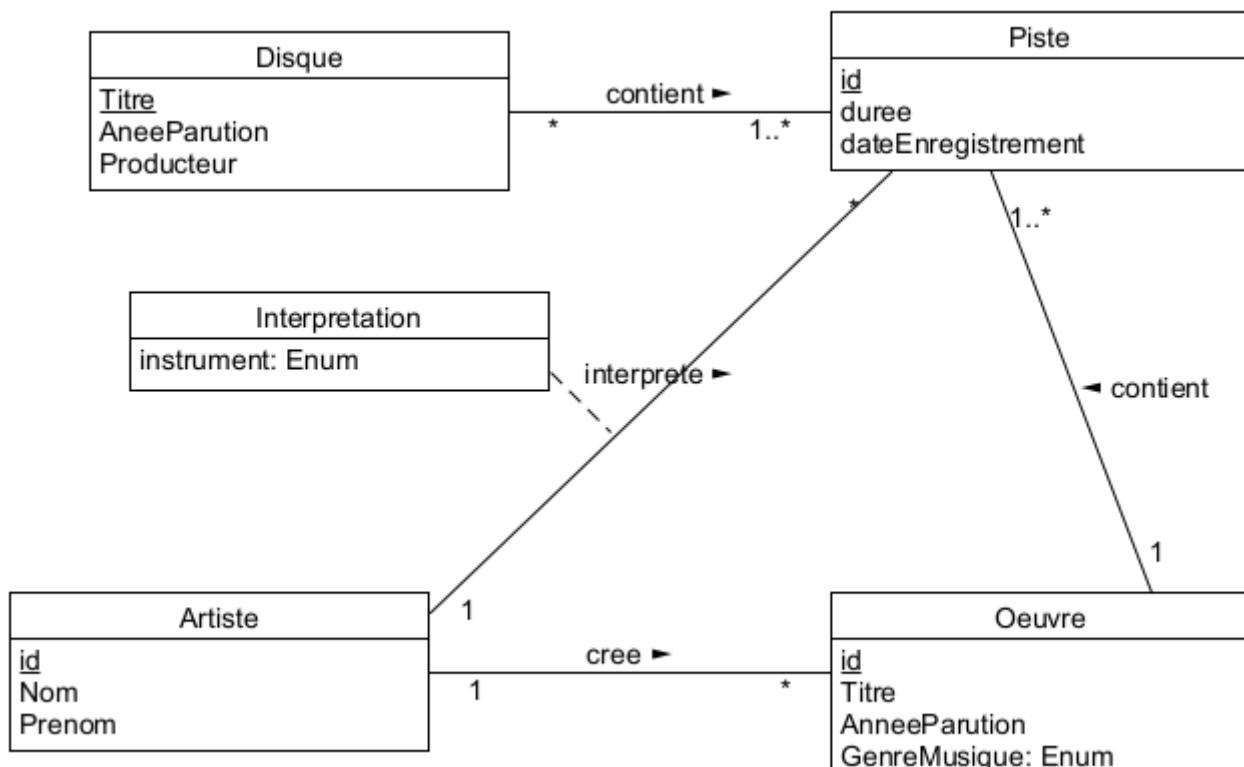 Disque
Titre
AneeParution
Producteur
contient ►
*
1..*
Piste
id
duree
dateEnregistrement
*
1..*
Interpretation
instrument: Enum
interprete ►
◄ contient
1
1
Artiste
id
Nom
Prenom
cree ►
1
*
Oeuvre
id
Titre
AnneeParution
GenreMusique: Enum